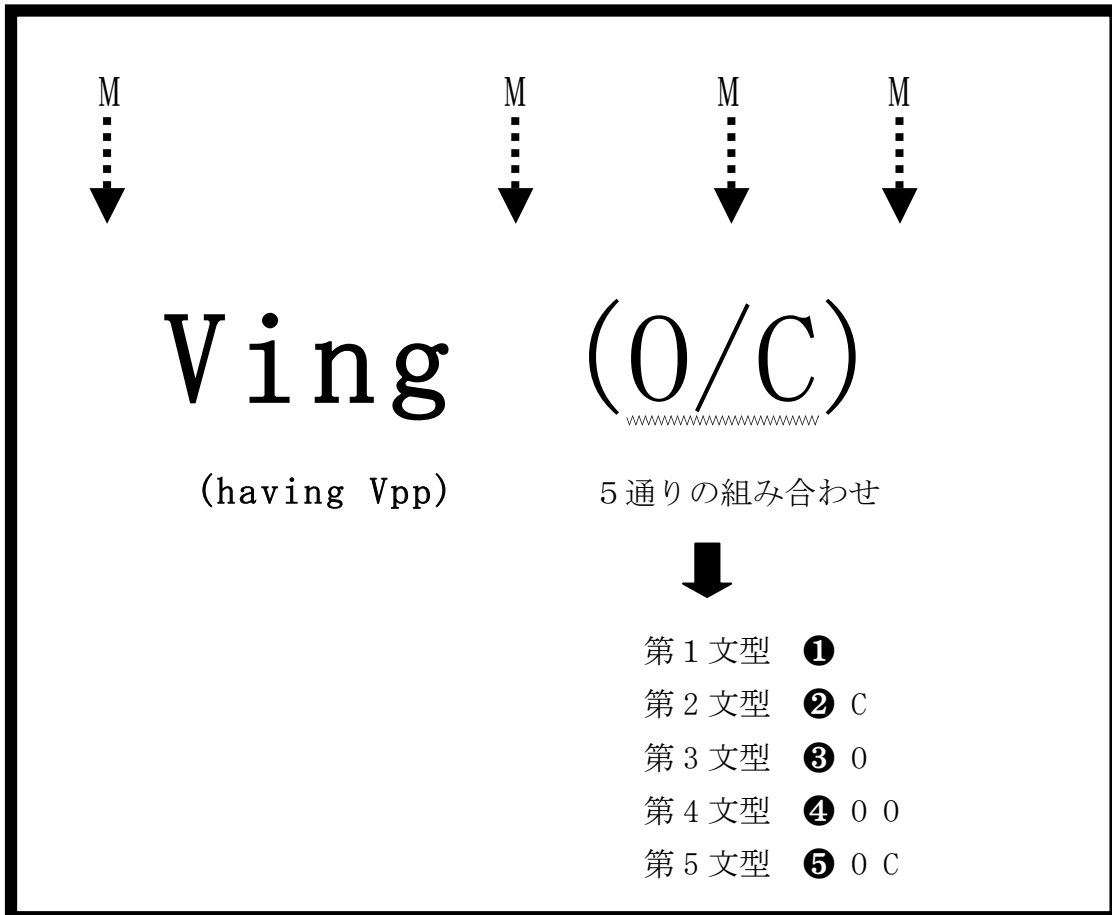 M M M M
Ving (O/C)
(having Vpp) 5通りの組み合わせ
第1文型 ❶
第2文型 ❷ C
第3文型 ❸ O
第4文型 ❹ O O
第5文型 ❺ O C